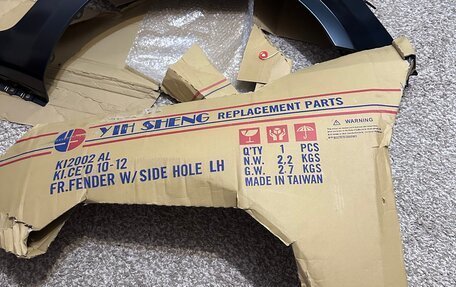 YIH SHENG REPLACEMENT PARTS
KI2002 AL
KI.CE'D 10-12
FR.FENDER W/SIDE HOLE LH
Q'TY 1 PCS
N.W. 2.2 KGS
G.W. 2.7 KGS
MADE IN TAIWAN
WARNING